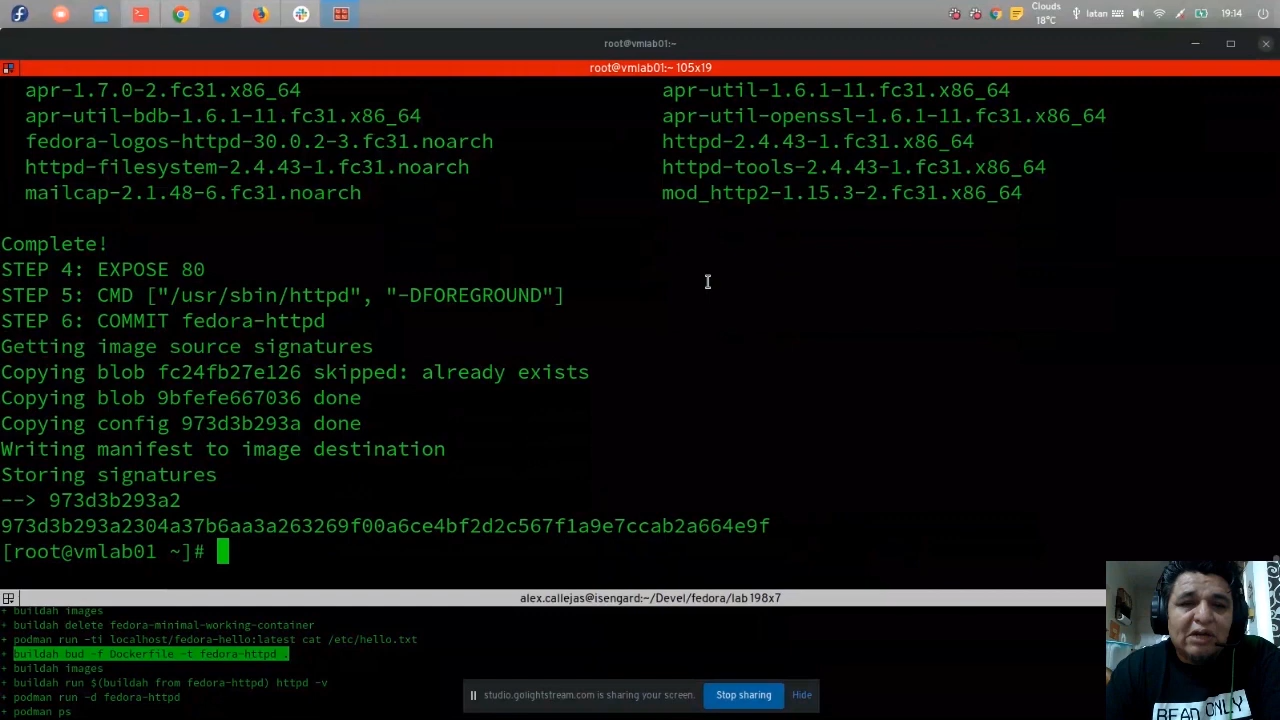 Clouds
18°C
latan
19:14
root@vmlab01:~
root@vmlab01:~ 105x19
apr-1.7.0-2.fc31.x86_64 apr-util-1.6.1-11.fc31.x86_64
apr-util-bdb-1.6.1-11.fc31.x86_64 apr-util-openssl-1.6.1-11.fc31.x86_64
fedora-logos-httpd-30.0.2-3.fc31.noarch httpd-2.4.43-1.fc31.x86_64
httpd-filesystem-2.4.43-1.fc31.noarch httpd-tools-2.4.43-1.fc31.x86_64
mailcap-2.1.48-6.fc31.noarch mod_http2-1.15.3-2.fc31.x86_64
Complete!
STEP 4: EXPOSE 80
STEP 5: CMD ["/usr/sbin/httpd", "-DFOREGROUND"]
STEP 6: COMMIT fedora-httpd
Getting image source signatures
Copying blob fc24fb27e126 skipped: already exists
Copying blob 9bfefe667036 done
Copying config 973d3b293a done
Writing manifest to image destination
Storing signatures
--> 973d3b293a2
973d3b293a2304a37b6aa3a263269f00a6ce4bf2d2c567f1a9e7ccab2a664e9f
[root@vmlab01 ~]#
alex.callejas@isengard:~/Devel/fedora/lab 198x7
+ buildah images
+ buildah delete fedora-minimal-working-container
+ podman run -ti localhost/fedora-hello:latest cat /etc/hello.txt
+ buildah bud -f Dockerfile -t fedora-httpd .
+ buildah images
+ buildah run $(buildah from fedora-httpd) httpd -v
+ podman run -d fedora-httpd
+ podman ps
studio.golightstream.com is sharing your screen.
Stop sharing
Hide
READ ONLY